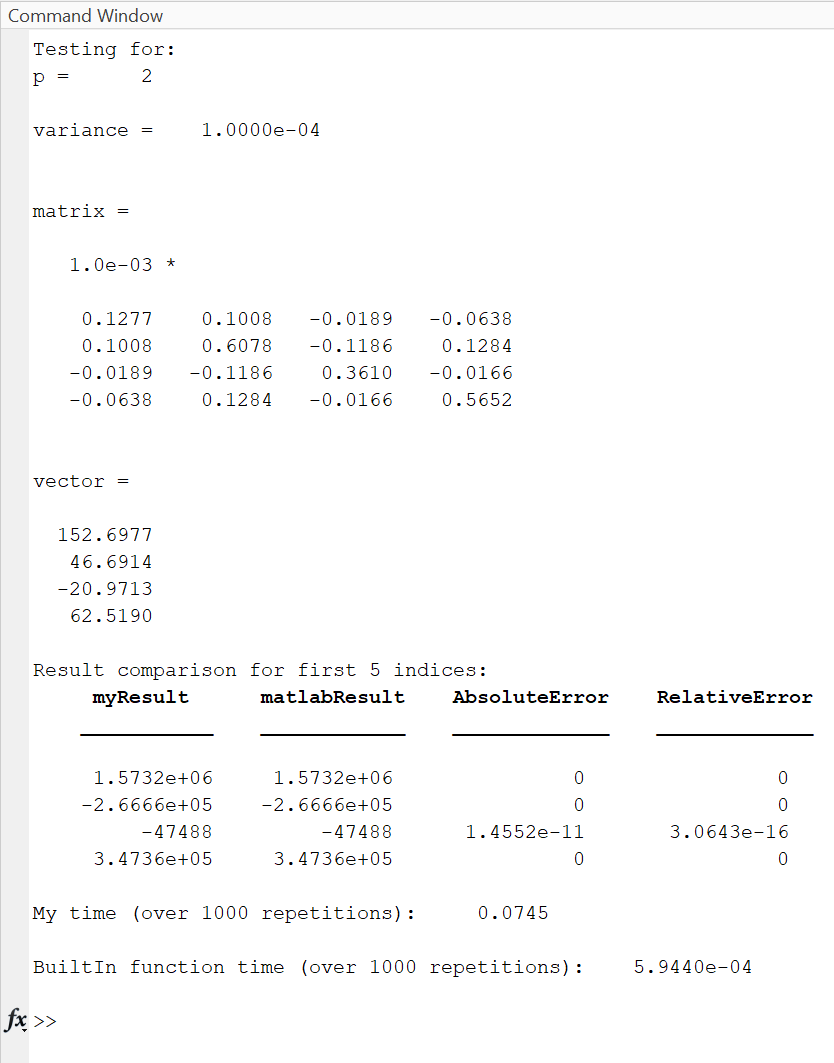 Command Window
Testing for:
p =      2
variance =    1.0000e-04
matrix =
1.0e-03 *
0.1277    0.1008   -0.0189   -0.0638
0.1008    0.6078   -0.1186    0.1284
-0.0189   -0.1186    0.3610   -0.0166
-0.0638    0.1284   -0.0166    0.5652
vector =
152.6977
46.6914
-20.9713
62.5190
Result comparison for first 5 indices:
myResult    matlabResult    AbsoluteError    RelativeError
1.5732e+06    1.5732e+06    0    0
-2.6666e+05    -2.6666e+05    0    0
-47488    -47488    1.4552e-11    3.0643e-16
3.4736e+05    3.4736e+05    0    0
My time (over 1000 repetitions):     0.0745
BuiltIn function time (over 1000 repetitions):    5.9440e-04
fx >>